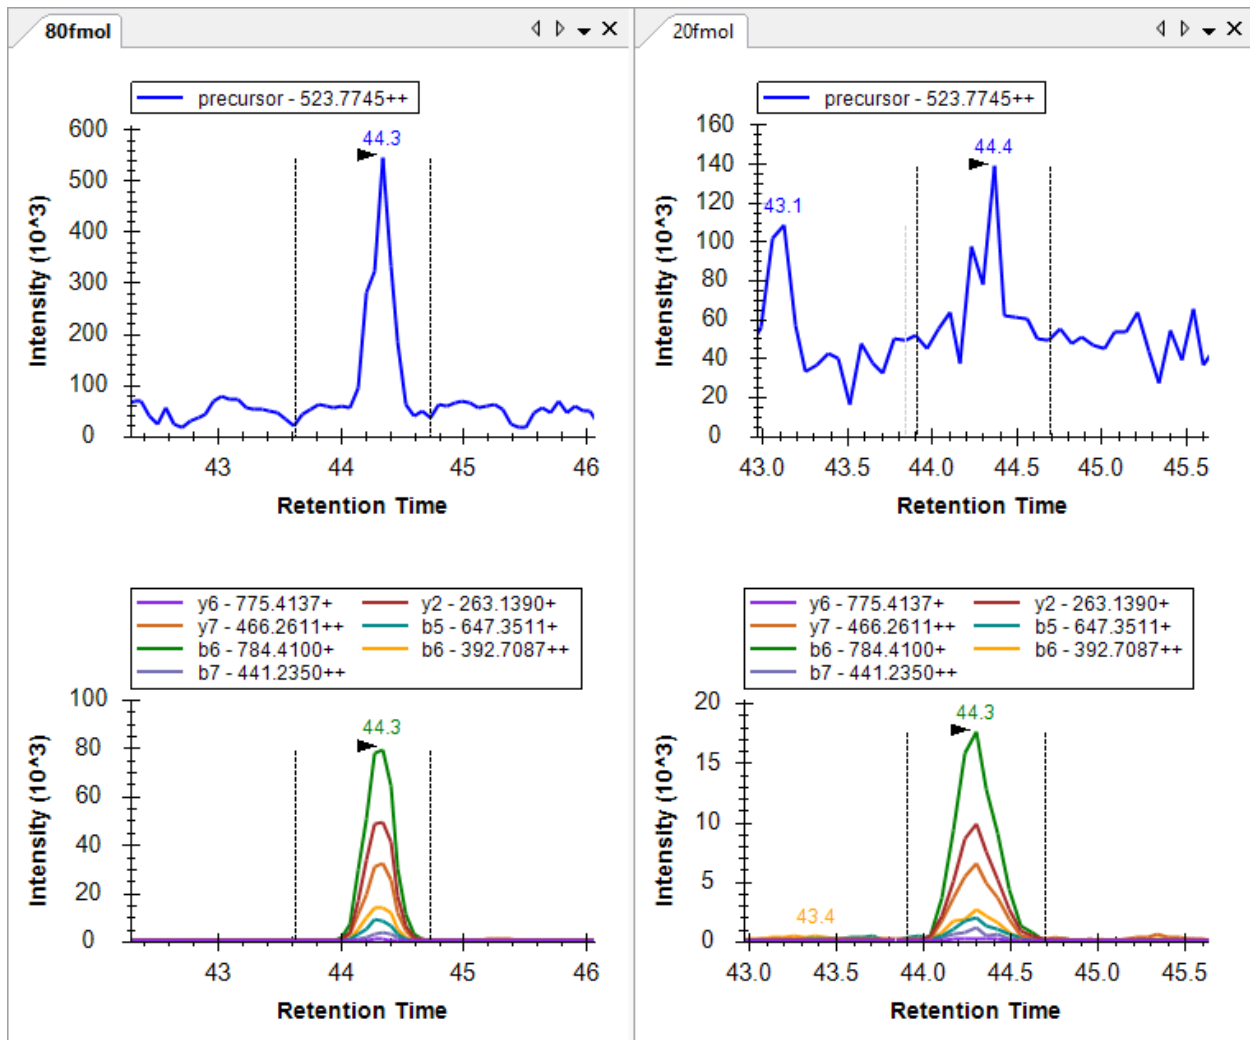 80fmol
20fmol
precursor - 523.7745++
600
500
400
300
200
100
0
44.3
Intensity (10^3)
43
44
45
46
Retention Time
precursor - 523.7745++
160
140
120
100
80
60
40
20
0
43.1
44.4
Intensity (10^3)
43.0
43.5
44.0
44.5
45.0
45.5
Retention Time
y6 - 775.4137+
y2 - 263.1390+
y7 - 466.2611++
b5 - 647.3511+
b6 - 784.4100+
b6 - 392.7087++
b7 - 441.2350++
100
80
60
40
20
0
44.3
Intensity (10^3)
43
44
45
46
Retention Time
y6 - 775.4137+
y2 - 263.1390+
y7 - 466.2611++
b5 - 647.3511+
b6 - 784.4100+
b6 - 392.7087++
b7 - 441.2350++
20
15
10
5
0
44.3
43.4
Intensity (10^3)
43.0
43.5
44.0
44.5
45.0
45.5
Retention Time